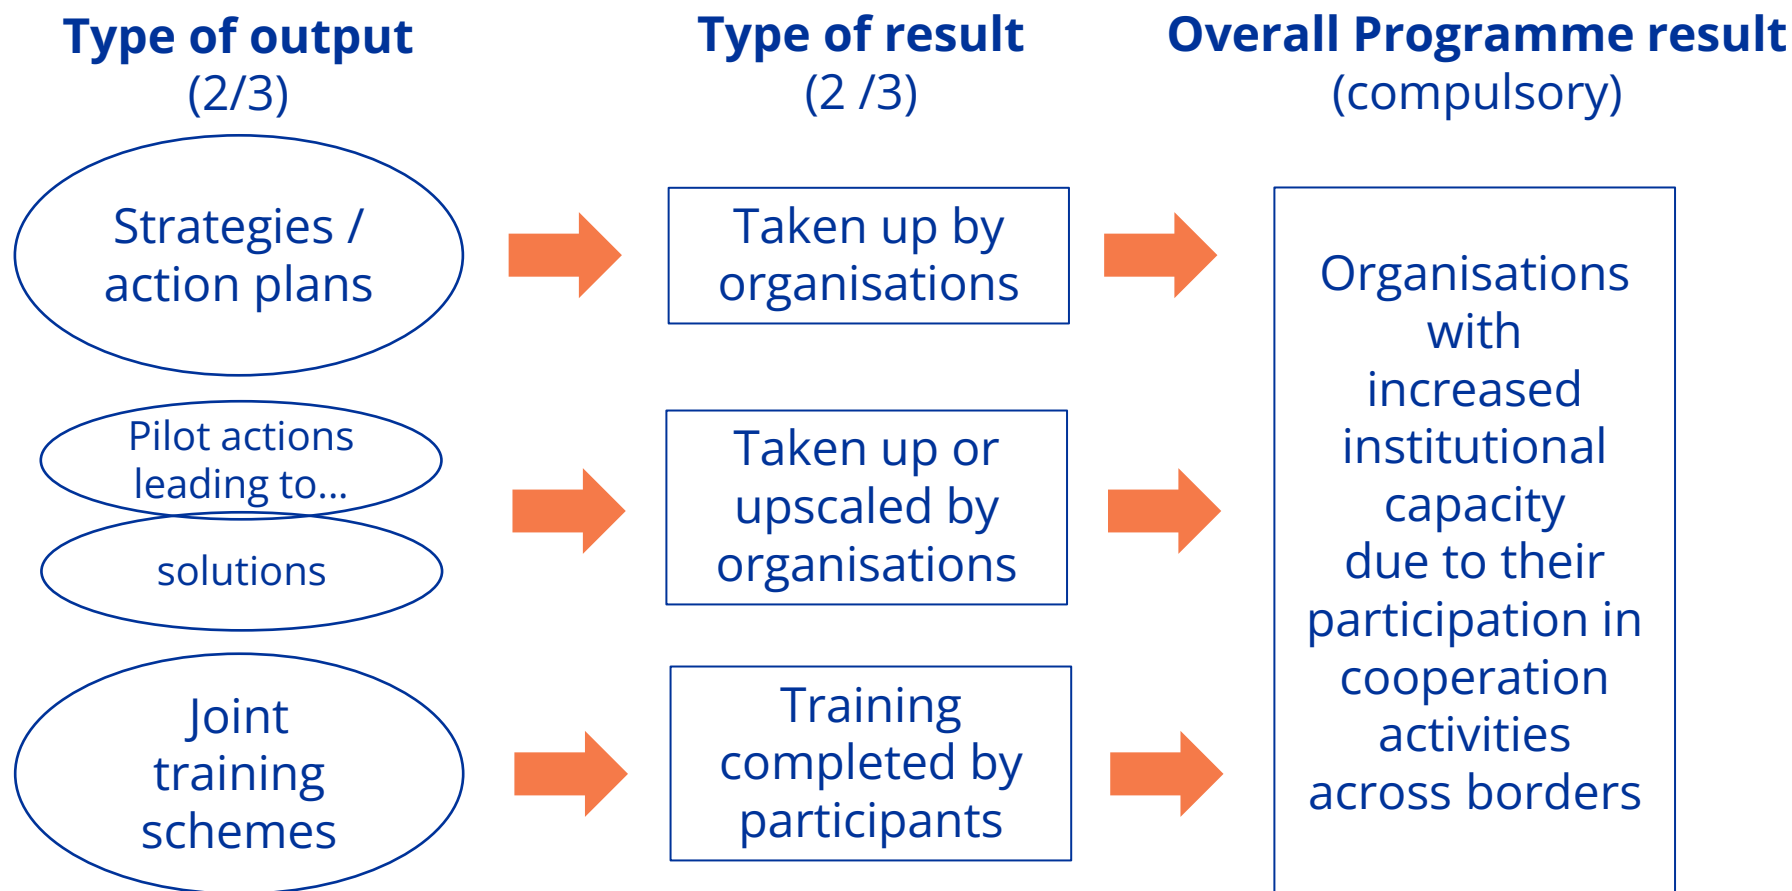 Type of output
(2/3)
Type of result
(2 /3)
Overall Programme result
(compulsory)
Strategies /
action plans
Taken up by
organisations
Pilot actions
leading to...
solutions
Taken up or
upscaled by
organisations
Joint
training
schemes
Training
completed by
participants
Organisations
with
increased
institutional
capacity
due to their
participation in
cooperation
activities
across borders